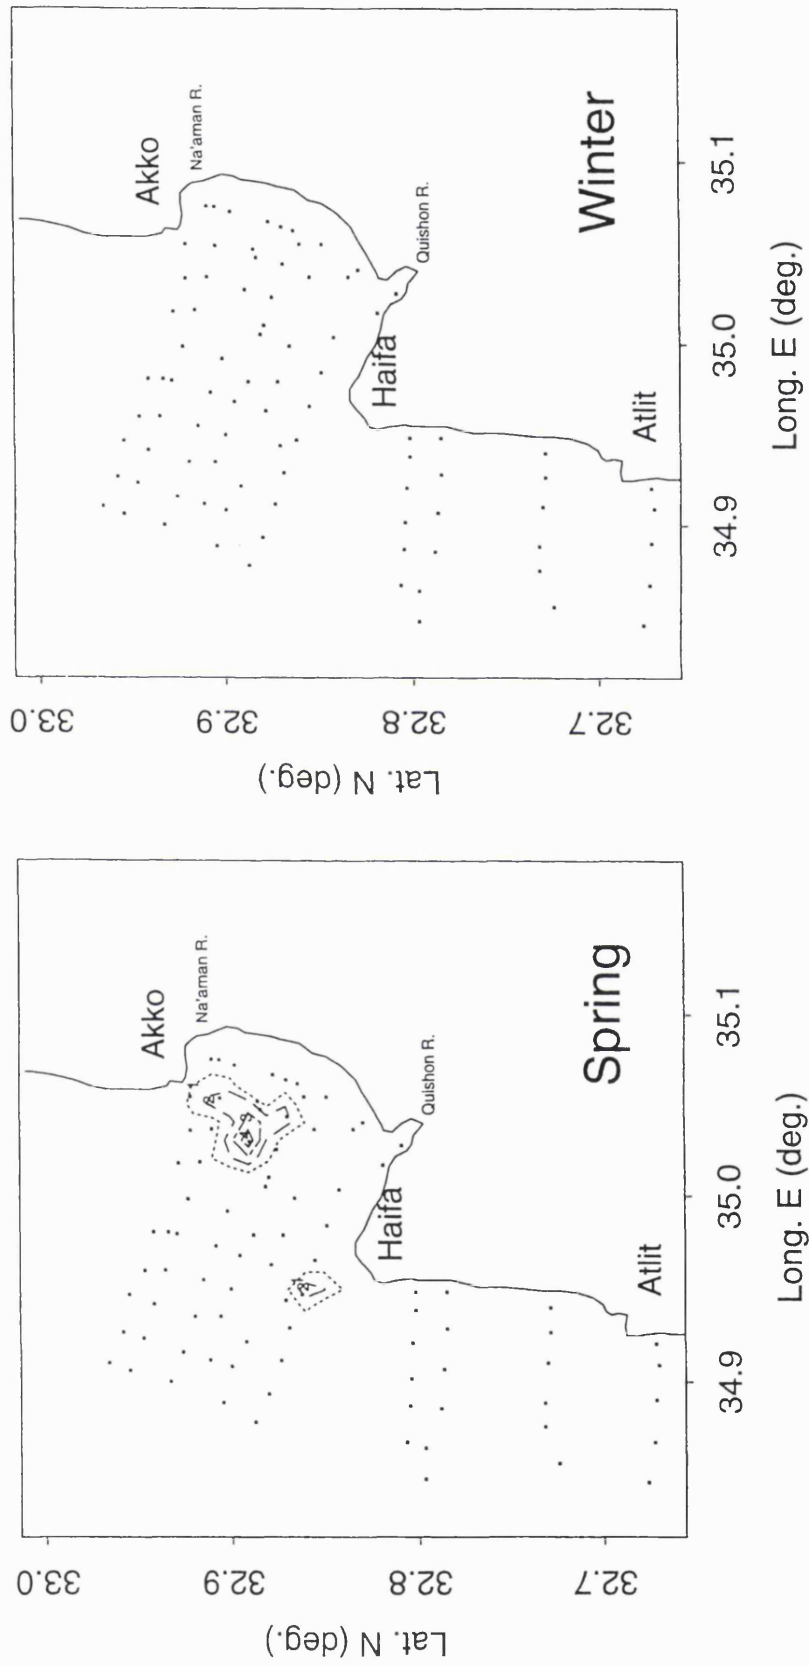 Lat. N (deg.)
33.0
32.9
32.8
32.7
Akko
Na'aman R.
Haifa
Quishon R.
Atlit
Spring
34.9
35.0
35.1
Long. E (deg.)
Lat. N (deg.)
33.0
32.9
32.8
32.7
Akko
Na'aman R.
Haifa
Quishon R.
Atlit
Winter
34.9
35.0
35.1
Long. E (deg.)